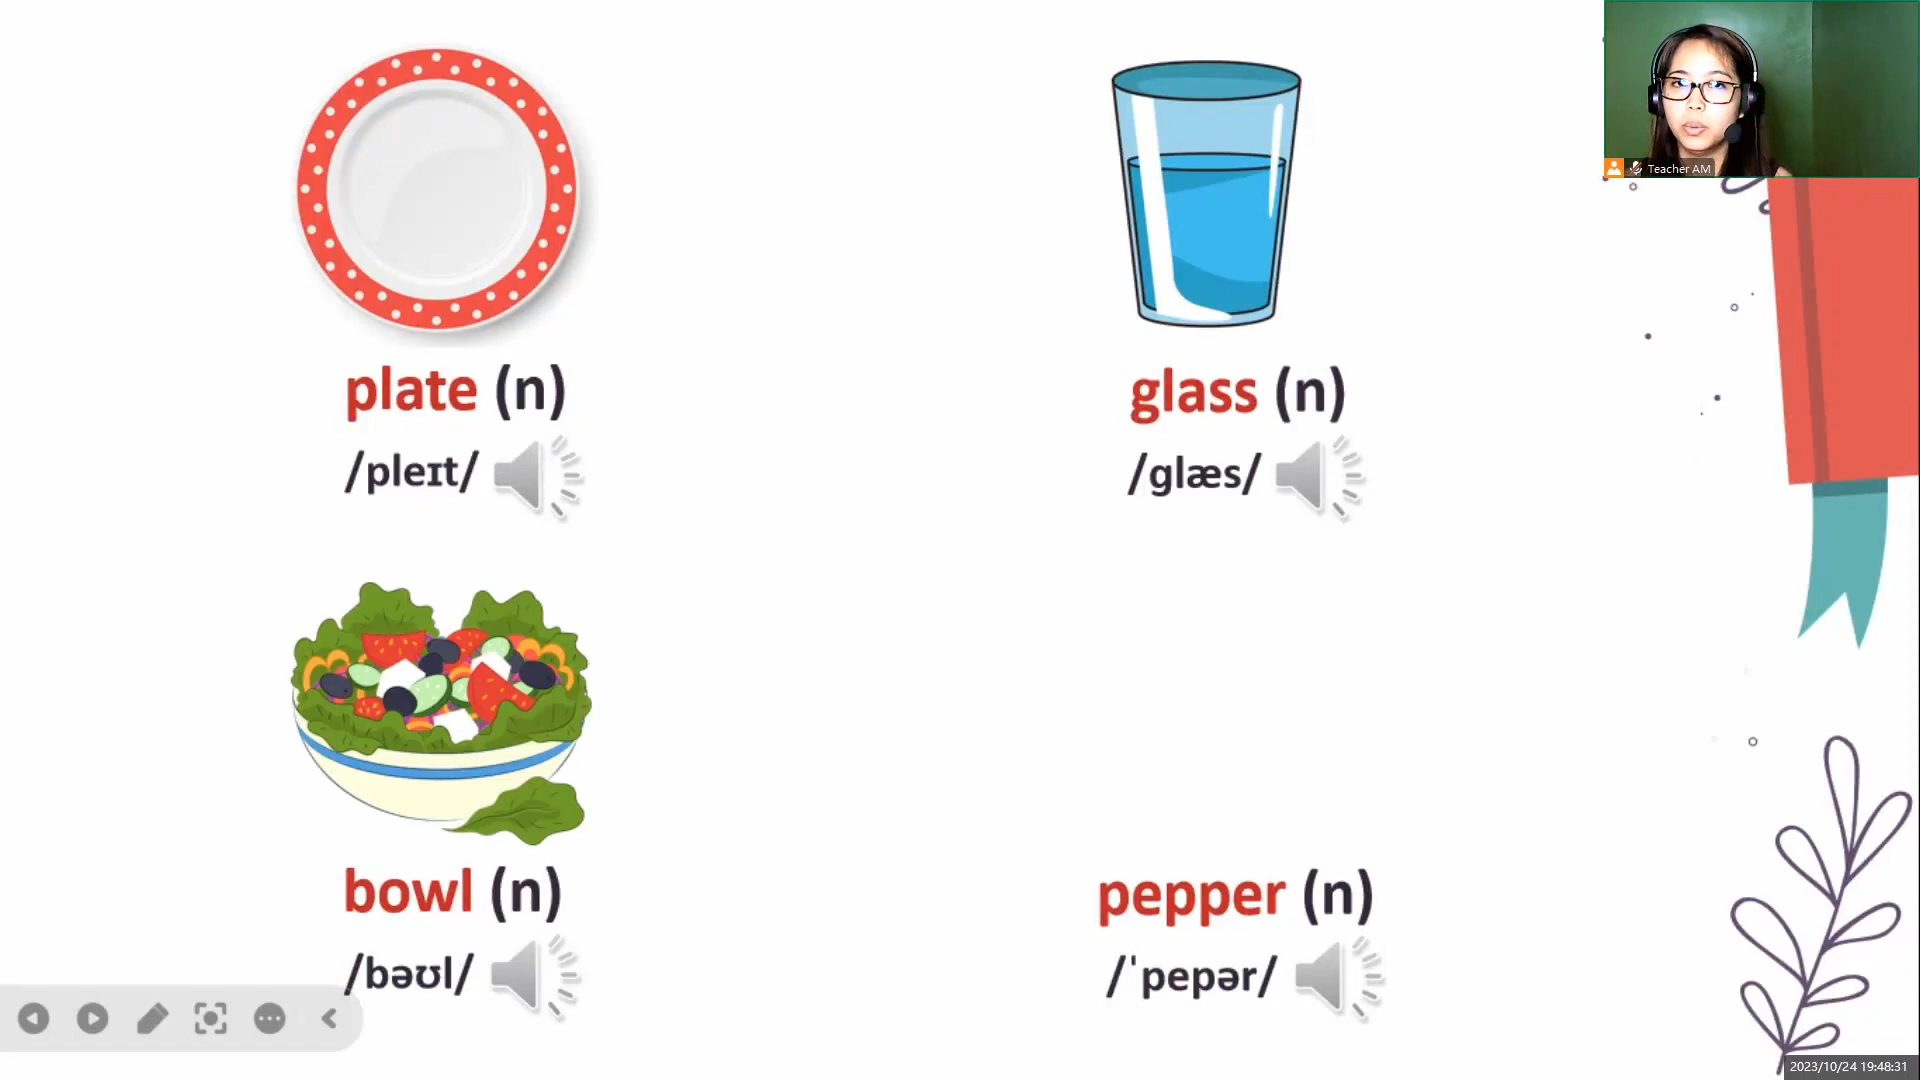 Teacher AM
plate (n)
/pleɪt/
glass (n)
/glæs/
bowl (n)
/bəʊl/
pepper (n)
/ˈpepər/
2023/10/24 19:48:31